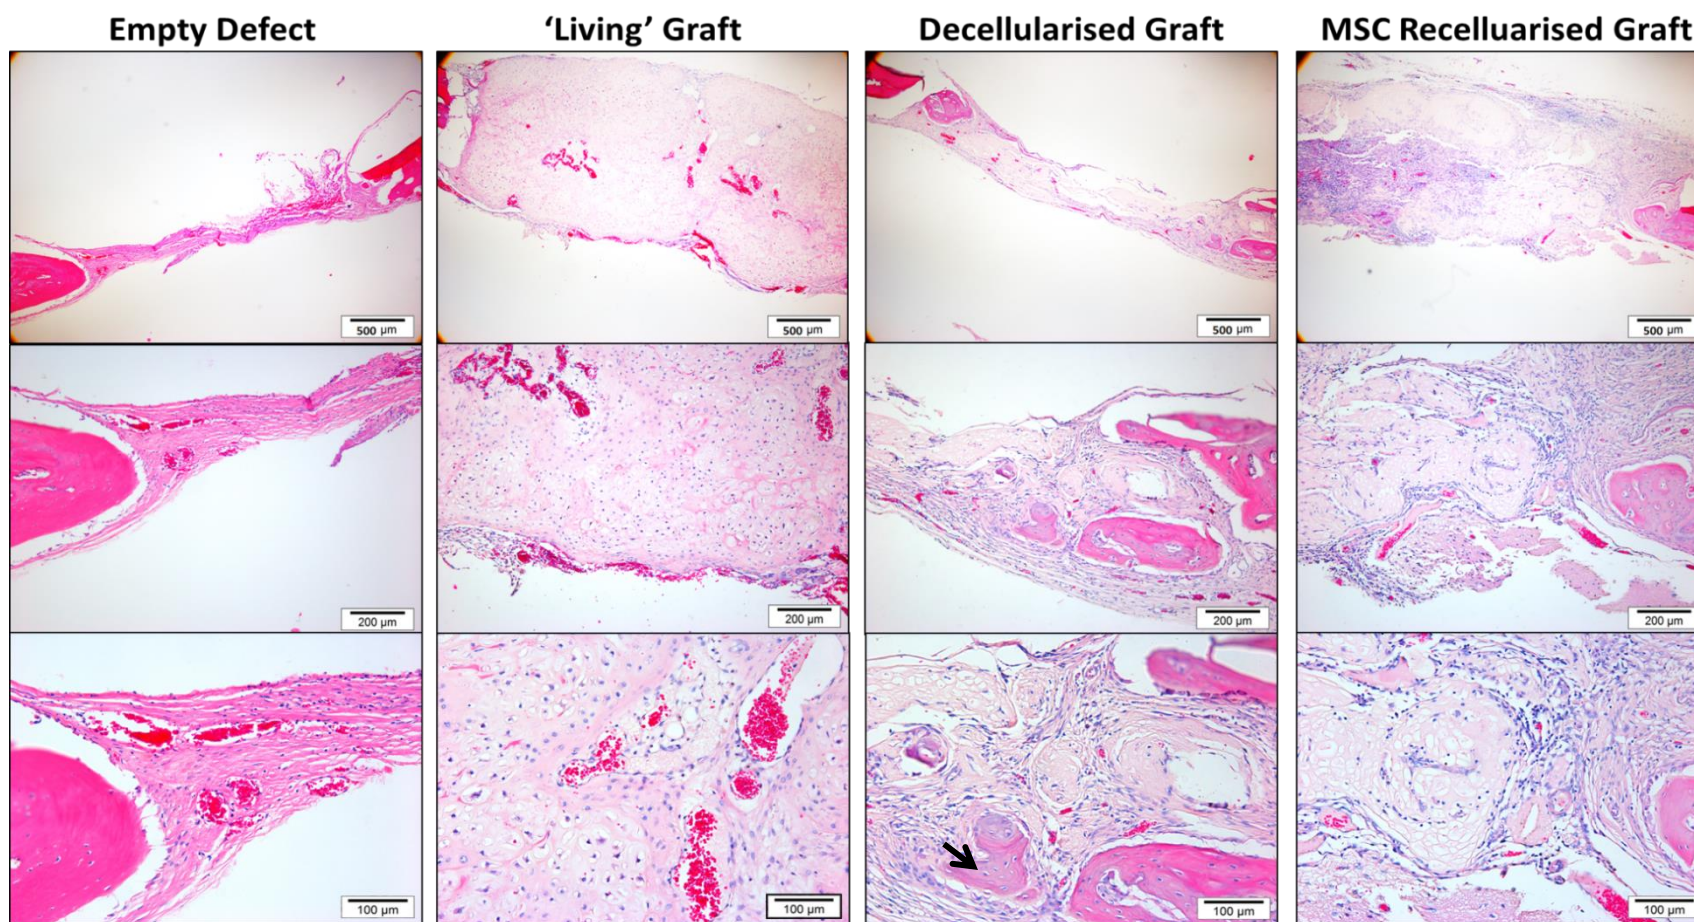 Empty Defect
‘Living’ Graft
Decellularised Graft
MSC Recelluarised Graft
500 µm
500 µm
500 µm
500 µm
200 µm
200 µm
200 µm
200 µm
100 µm
100 µm
100 µm
100 µm